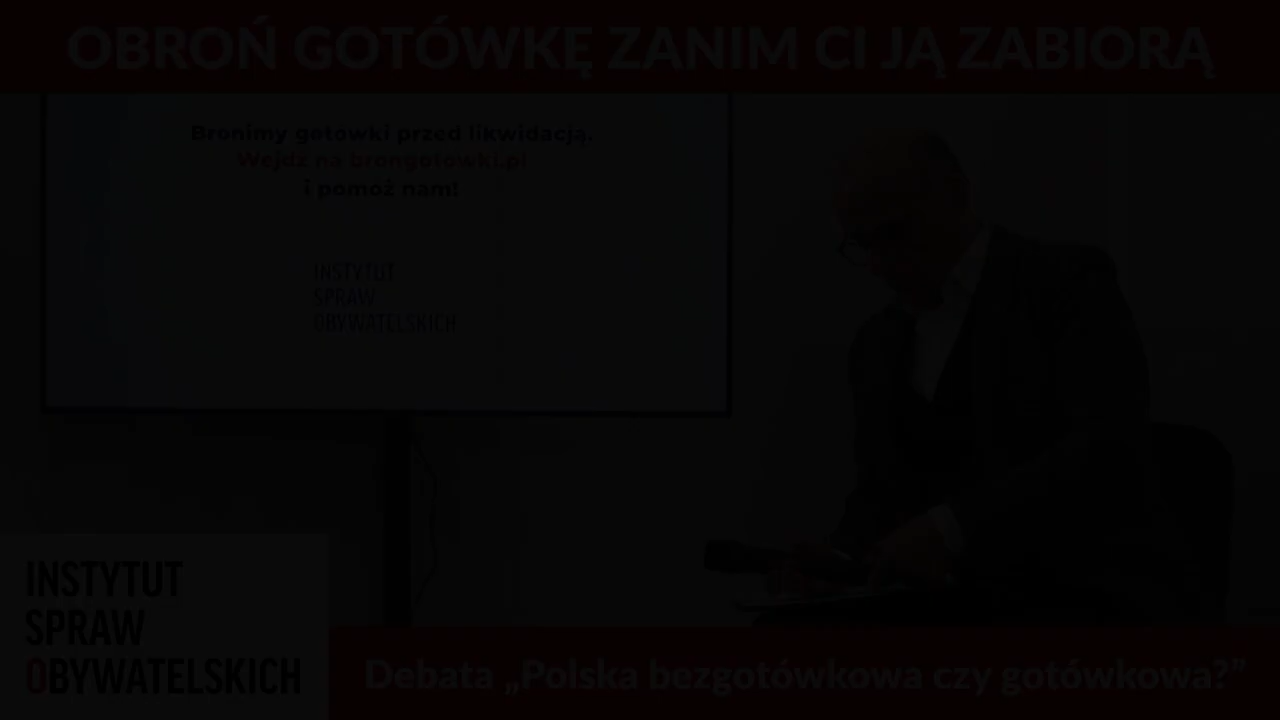 OBROŃ GOTÓWKĘ ZANIM CI JĄ ZABIORĄ
Bronimy gotówki przed likwidacją.
Wejdź na brongotowki.pl
i pomóż nam!
INSTYTUT
SPRAW
OBYWATELSKICH
INSTYTUT
SPRAW
OBYWATELSKICH
Debata „Polska bezgotówkowa czy gotówkowa?”